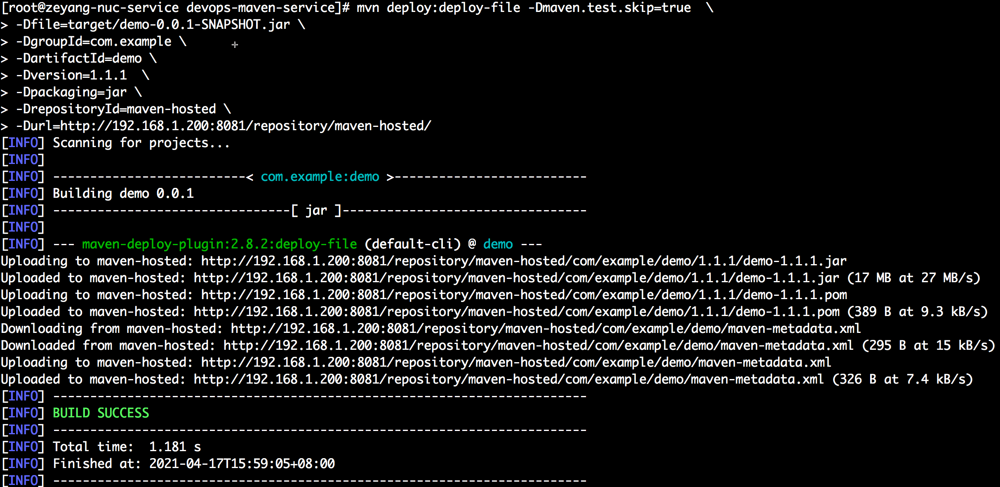 [root@zeyang-nuc-service devops-maven-service]# mvn deploy:deploy-file -Dmaven.test.skip=true  \
> -Dfile=target/demo-0.0.1-SNAPSHOT.jar \
> -DgroupId=com.example \
> -DartifactId=demo \
> -Dversion=1.1.1  \
> -Dpackaging=jar \
> -DrepositoryId=maven-hosted \
> -Durl=http://192.168.1.200:8081/repository/maven-hosted/
[INFO] Scanning for projects...
[INFO]
[INFO] --------------------------< com.example:demo >--------------------------
[INFO] Building demo 0.0.1
[INFO] --------------------------------[ jar ]---------------------------------
[INFO]
[INFO] --- maven-deploy-plugin:2.8.2:deploy-file (default-cli) @ demo ---
Uploading to maven-hosted: http://192.168.1.200:8081/repository/maven-hosted/com/example/demo/1.1.1/demo-1.1.1.jar
Uploaded to maven-hosted: http://192.168.1.200:8081/repository/maven-hosted/com/example/demo/1.1.1/demo-1.1.1.jar (17 MB at 27 MB/s)
Uploading to maven-hosted: http://192.168.1.200:8081/repository/maven-hosted/com/example/demo/1.1.1/demo-1.1.1.pom
Uploaded to maven-hosted: http://192.168.1.200:8081/repository/maven-hosted/com/example/demo/1.1.1/demo-1.1.1.pom (389 B at 9.3 kB/s)
Downloading from maven-hosted: http://192.168.1.200:8081/repository/maven-hosted/com/example/demo/maven-metadata.xml
Downloaded from maven-hosted: http://192.168.1.200:8081/repository/maven-hosted/com/example/demo/maven-metadata.xml (295 B at 15 kB/s)
Uploading to maven-hosted: http://192.168.1.200:8081/repository/maven-hosted/com/example/demo/maven-metadata.xml
Uploaded to maven-hosted: http://192.168.1.200:8081/repository/maven-hosted/com/example/demo/maven-metadata.xml (326 B at 7.4 kB/s)
[INFO] ------------------------------------------------------------------------
[INFO] BUILD SUCCESS
[INFO] ------------------------------------------------------------------------
[INFO] Total time:  1.181 s
[INFO] Finished at: 2021-04-17T15:59:05+08:00
[INFO] ------------------------------------------------------------------------